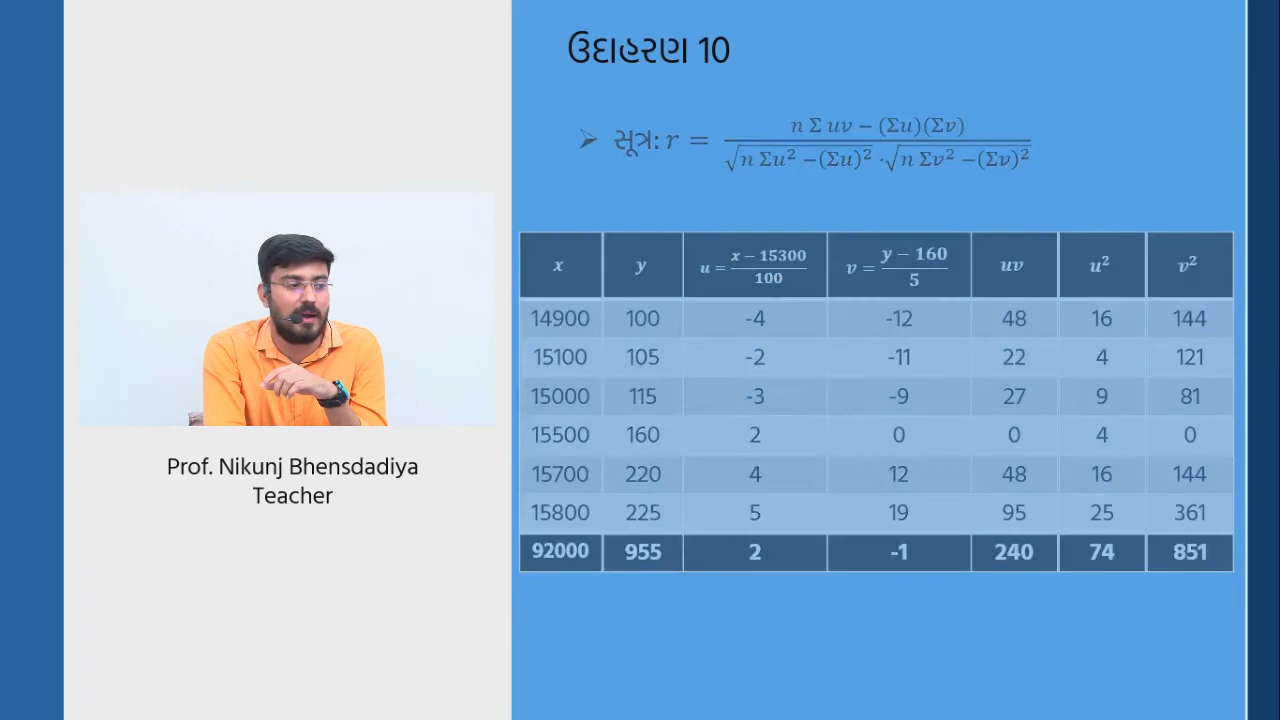 ઉદાહરણ 10
➢ સૂત્ર: r = n Σ uv − (Σu)(Σv) / √n Σu² −(Σu)² ·√n Σv² −(Σv)²
x y u = x − 15300 / 100 v = y − 160 / 5 uv u² v²
14900 100 -4 -12 48 16 144
15100 105 -2 -11 22 4 121
15000 115 -3 -9 27 9 81
15500 160 2 0 0 4 0
15700 220 4 12 48 16 144
15800 225 5 19 95 25 361
92000 955 2 -1 240 74 851
Prof. Nikunj Bhensdadiya
Teacher